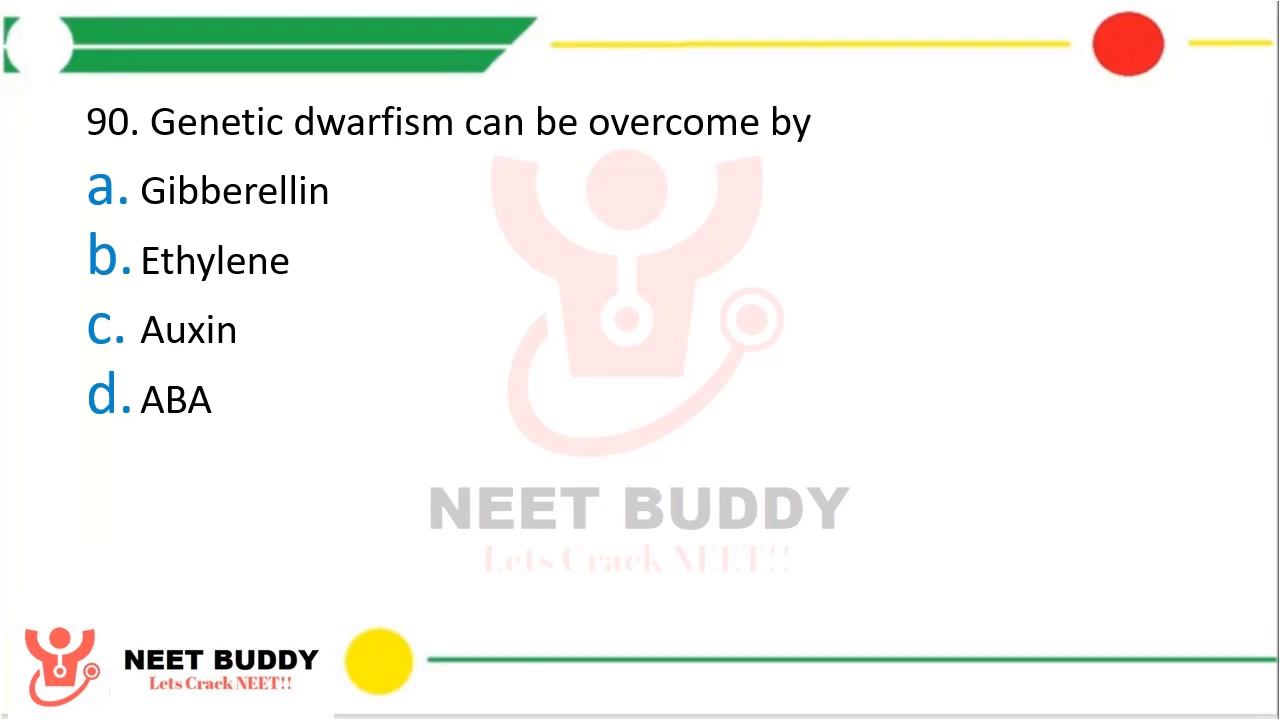 90. Genetic dwarfism can be overcome by
a. Gibberellin
b. Ethylene
c. Auxin
d. ABA
NEET BUDDY
Lets Crack NEET!!
NEET BUDDY
Lets Crack NEET!!